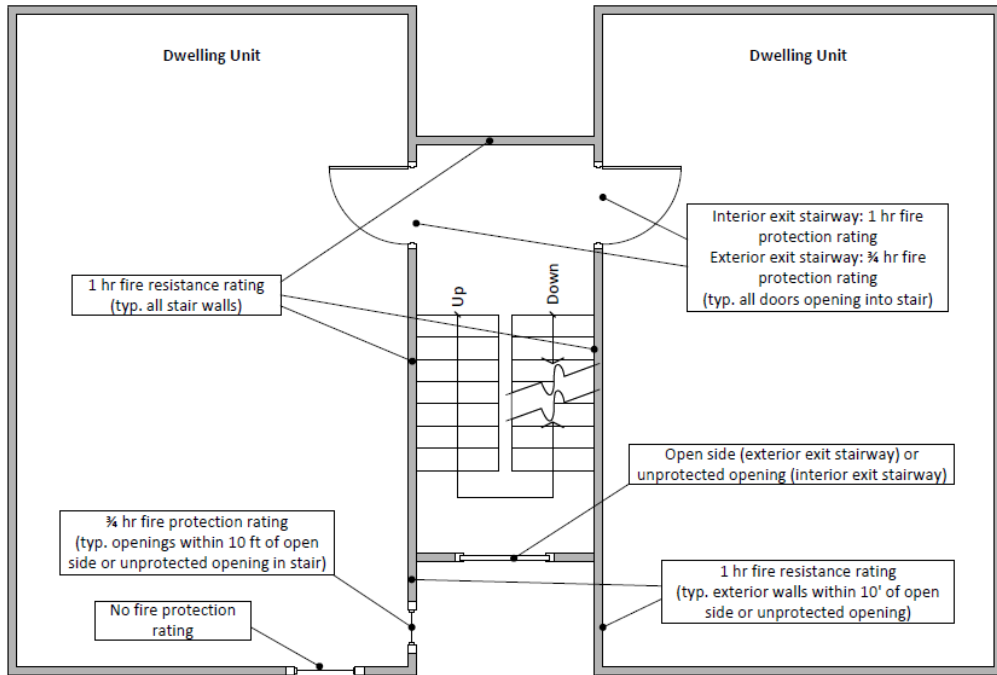 Dwelling Unit
Dwelling Unit
Interior exit stairway: 1 hr fire
protection rating
Exterior exit stairway: ¾ hr fire
protection rating
(typ. all doors opening into stair)
1 hr fire resistance rating
(typ. all stair walls)
Up
Down
Open side (exterior exit stairway) or
unprotected opening (interior exit stairway)
¾ hr fire protection rating
(typ. openings within 10 ft of open
side or unprotected opening in stair)
1 hr fire resistance rating
(typ. exterior walls within 10' of open
side or unprotected opening)
No fire protection
rating